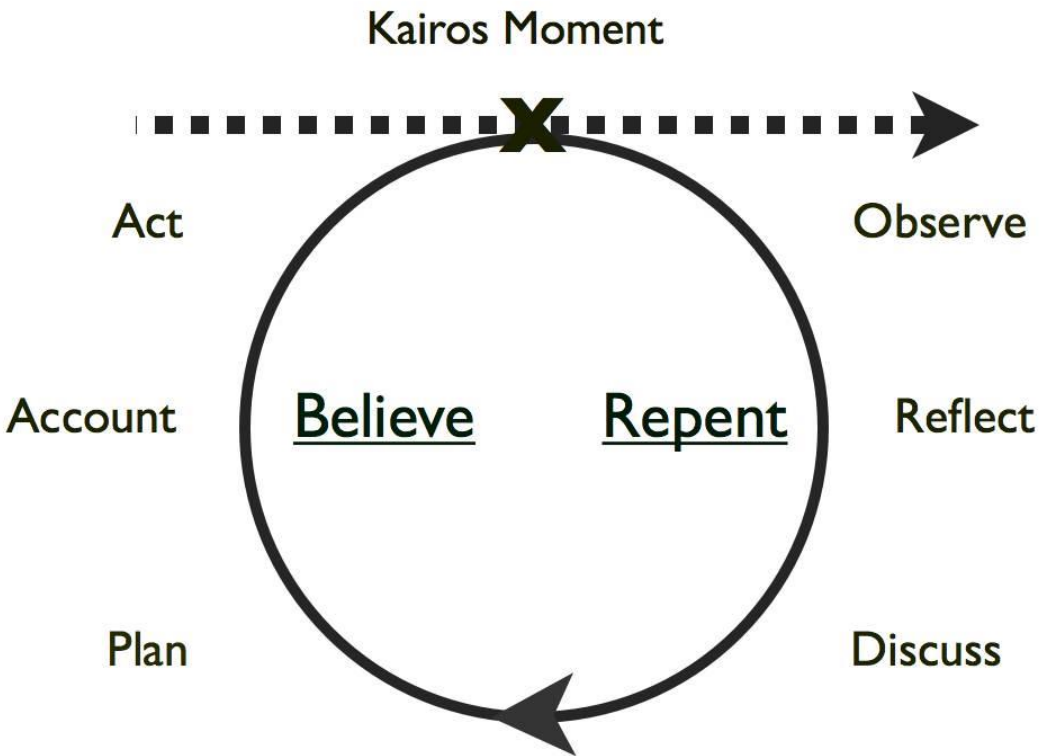 Kairos Moment
X
Act
Observe
Account
Believe
Repent
Reflect
Plan
Discuss